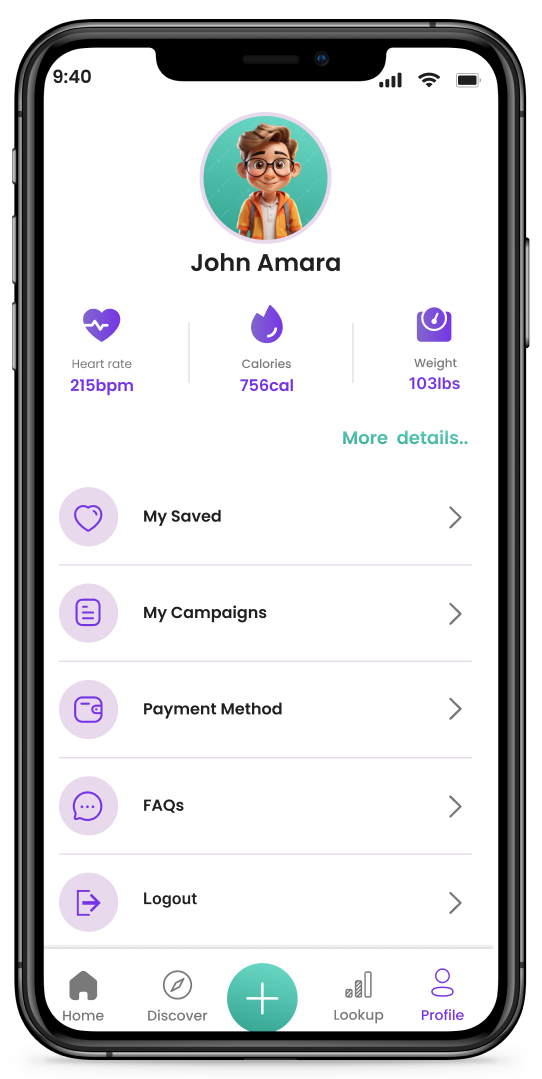 9:40
John Amara
Heart rate
Calories
Weight
215bpm
756cal
103lbs
More details..
My Saved
My Campaigns
Payment Method
FAQs
Logout
Home
Discover
Lookup
Profile